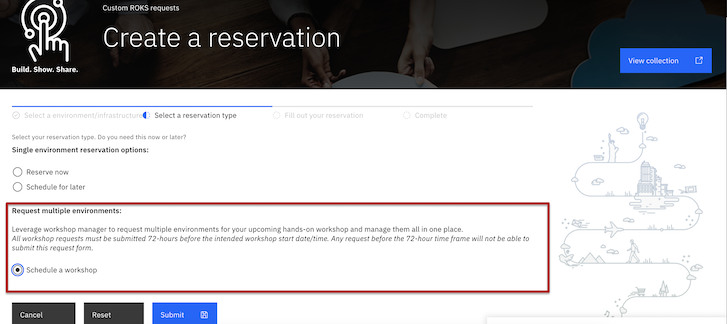 Custom ROKS requests
Create a reservation
Build. Show. Share.
View collection
Select a environment/infrastructure
Select a reservation type
Fill out your reservation
Complete
Select your reservation type. Do you need this now or later?
Single environment reservation options:
Reserve now
Schedule for later
Request multiple environments:
Leverage workshop manager to request multiple environments for your upcoming hands-on workshop and manage them all in one place.
All workshop requests must be submitted 72-hours before the intended workshop start date/time. Any request before the 72-hour time frame will not be able to
submit this request form.
Schedule a workshop
Cancel
Reset
Submit